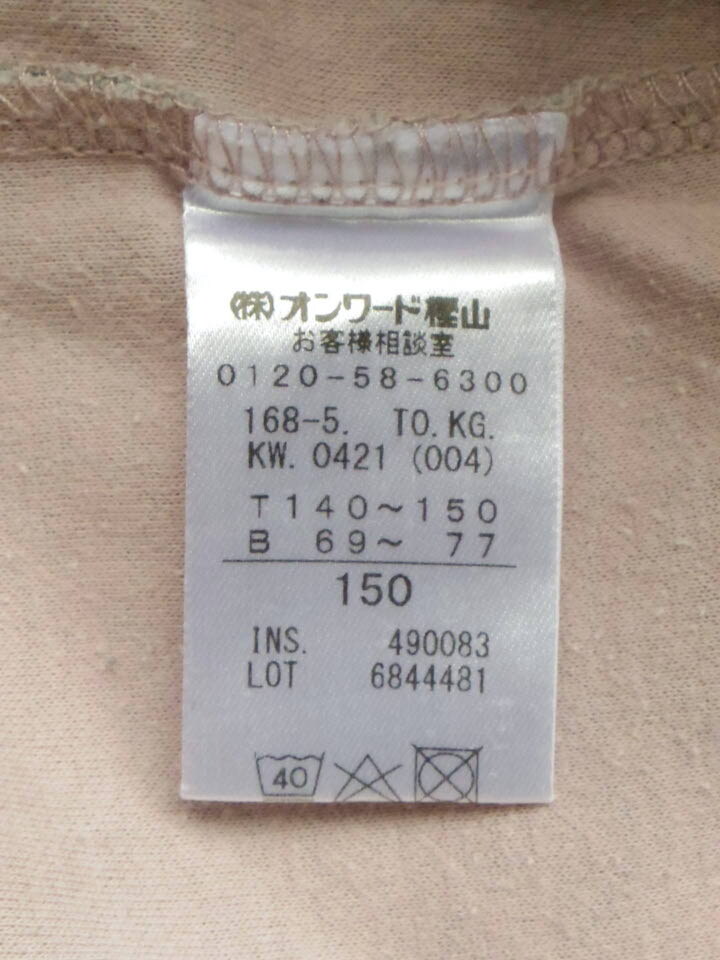 (株)オンワード樫山
お客様相談室
0120-58-6300
168-5. TO.KG.
KW. 0421 (004)
T 140~150
B 69~ 77
150
INS. 490083
LOT 6844481
40